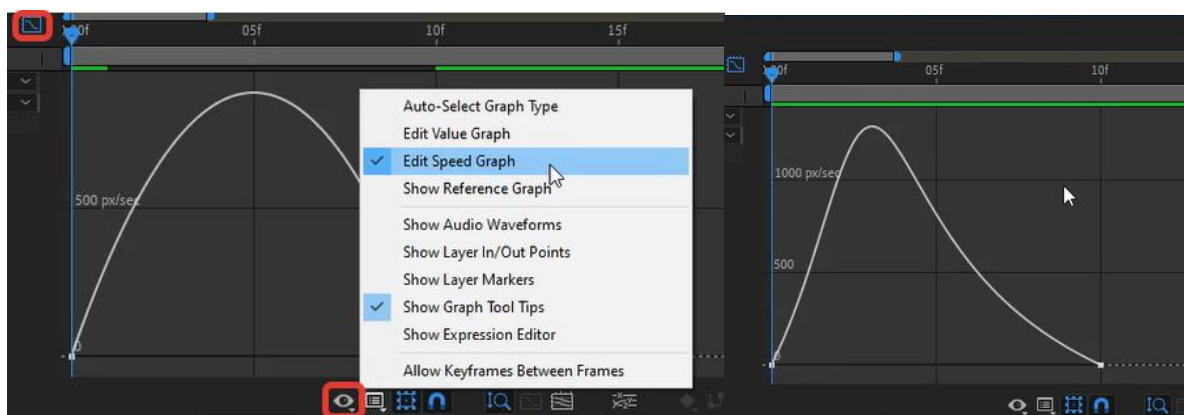 00f 05f 10f 15f
500 px/sec
0
Auto-Select Graph Type
Edit Value Graph
Edit Speed Graph
Show Reference Graph
Show Audio Waveforms
Show Layer In/Out Points
Show Layer Markers
Show Graph Tool Tips
Show Expression Editor
Allow Keyframes Between Frames
00f 05f 10f
1000 px/sec
500
0